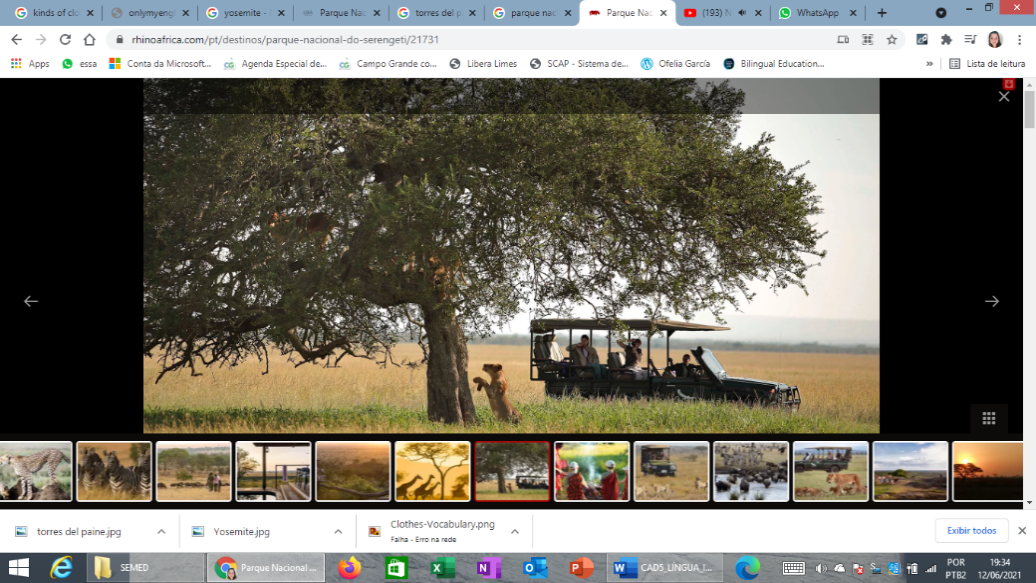 kinds of clo
onlymyengl
yosemite -
Parque Nac
torres del p
parque naci
Parque Nac
(193) N
WhatsApp
rhinoafrica.com/pt/destinos/parque-nacional-do-serengeti/21731
Apps
essa
Conta da Microsoft...
Agenda Especial de...
Campo Grande co...
Libera Limes
SCAP - Sistema de...
Ofelia García
Bilingual Education...
»
Lista de leitura
torres del paine.jpg
Yosemite.jpg
Clothes-Vocabulary.png
Falha - Erro na rede
Exibir todos
SEMED
Parque Nacional ...
CAD5_LINGUA_I...
POR
PTB2
19:34
12/06/2021